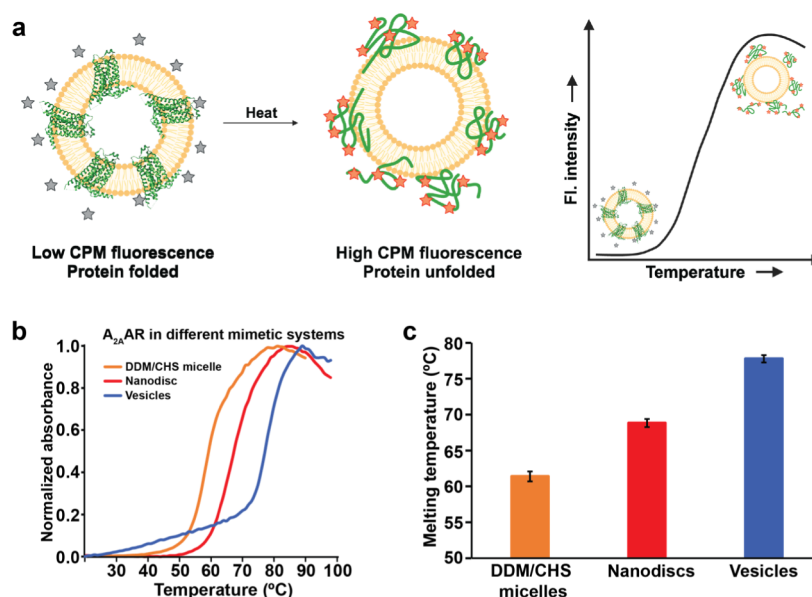 a
Heat
Low CPM fluorescence
Protein folded
High CPM fluorescence
Protein unfolded
Fl. intensity
Temperature
b
A2AAR in different mimetic systems
DDM/CHS micelle
Nanodisc
Vesicles
Normalized absorbance
1.0
0.8
0.6
0.4
0.2
0.0
30 40 50 60 70 80 90 100
Temperature (ºC)
c
Melting temperature (ºC)
80
75
70
65
60
55
50
DDM/CHS
micelles
Nanodiscs
Vesicles